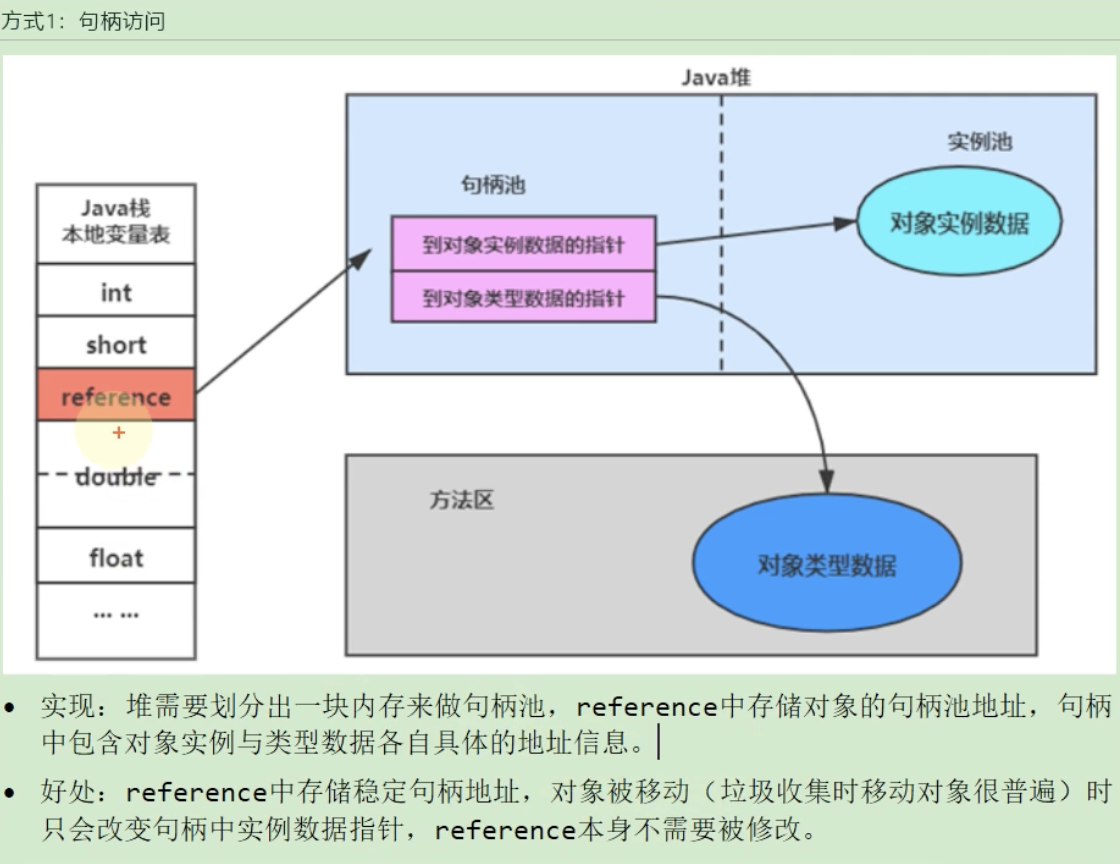 方式1：句柄访问
Java堆
实例池
句柄池
对象实例数据
到对象实例数据的指针
到对象类型数据的指针
Java栈
本地变量表
int
short
reference
double
float
... ...
方法区
对象类型数据
• 实现：堆需要划分出一块内存来做句柄池，reference中存储对象的句柄池地址，句柄
中包含对象实例与类型数据各自具体的地址信息。
• 好处：reference中存储稳定句柄地址，对象被移动（垃圾收集时移动对象很普遍）时
只会改变句柄中实例数据指针，reference本身不需要被修改。